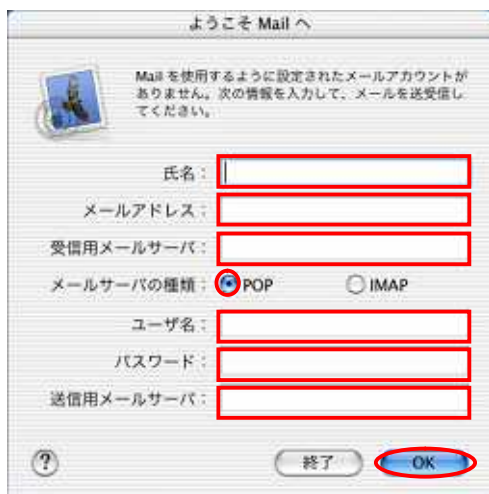 ようこそ Mail へ
Mail を使用するように設定されたメールアカウントが
ありません。次の情報を入力して、メールを送受信し
てください。
氏名：
メールアドレス：
受信用メールサーバ：
メールサーバの種類： POP IMAP
ユーザ名：
パスワード：
送信用メールサーバ：
? 終了 OK